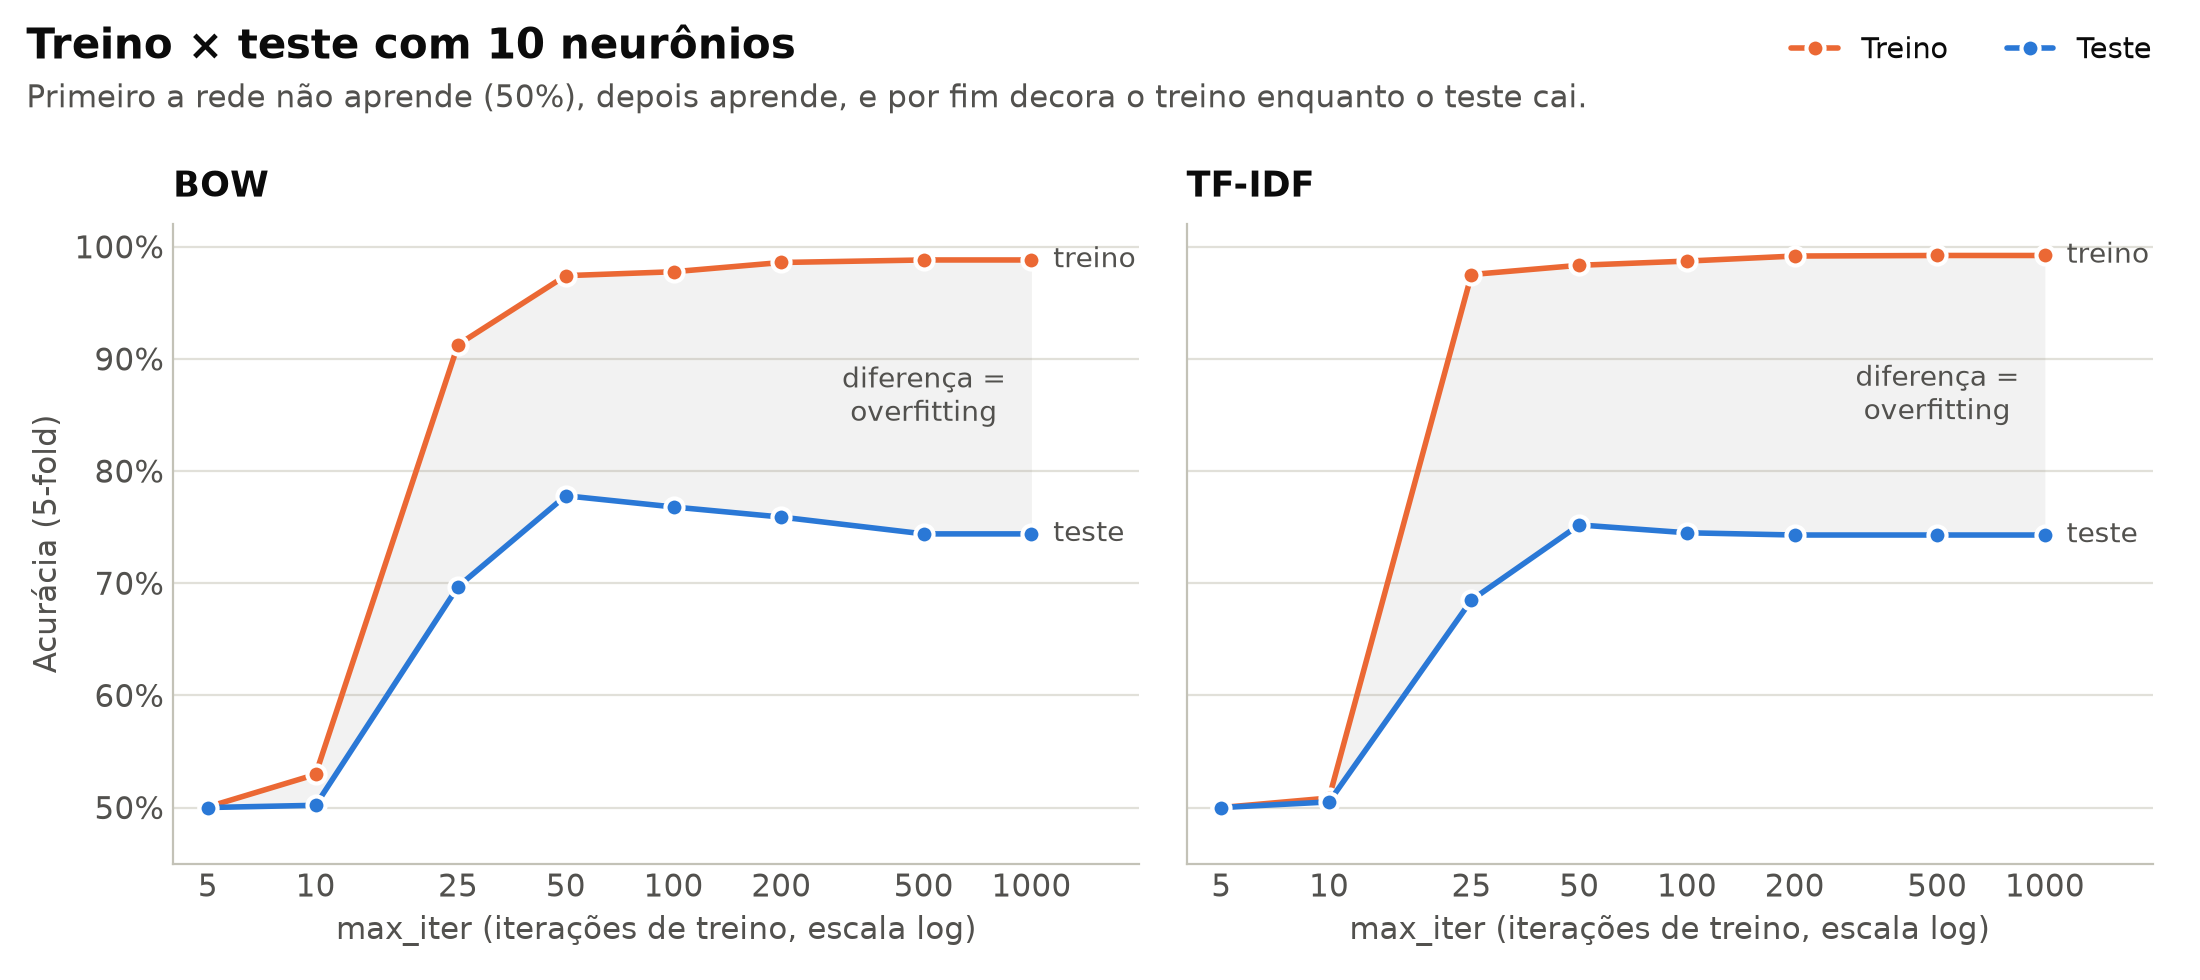 Treino × teste com 10 neurônios
Treino
Teste
Primeiro a rede não aprende (50%), depois aprende, e por fim decora o treino enquanto o teste cai.
BOW
100%
90%
80%
70%
60%
50%
Acurácia (5-fold)
treino
diferença =
overfitting
teste
5 10 25 50 100 200 500 1000
max_iter (iterações de treino, escala log)
TF-IDF
treino
diferença =
overfitting
teste
5 10 25 50 100 200 500 1000
max_iter (iterações de treino, escala log)